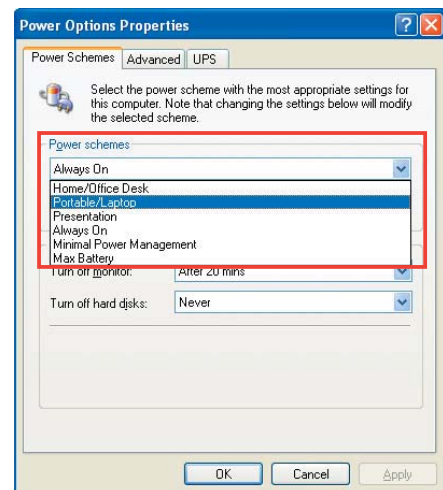 Power Options Properties
Power Schemes Advanced UPS
Select the power scheme with the most appropriate settings for
this computer. Note that changing the settings below will modify
the selected scheme.
Power schemes
Always On
Home/Office Desk
Portable/Laptop
Presentation
Always On
Minimal Power Management
Max Battery
Turn off monitor: After 20 mins
Turn off hard disks: Never
OK Cancel Apply